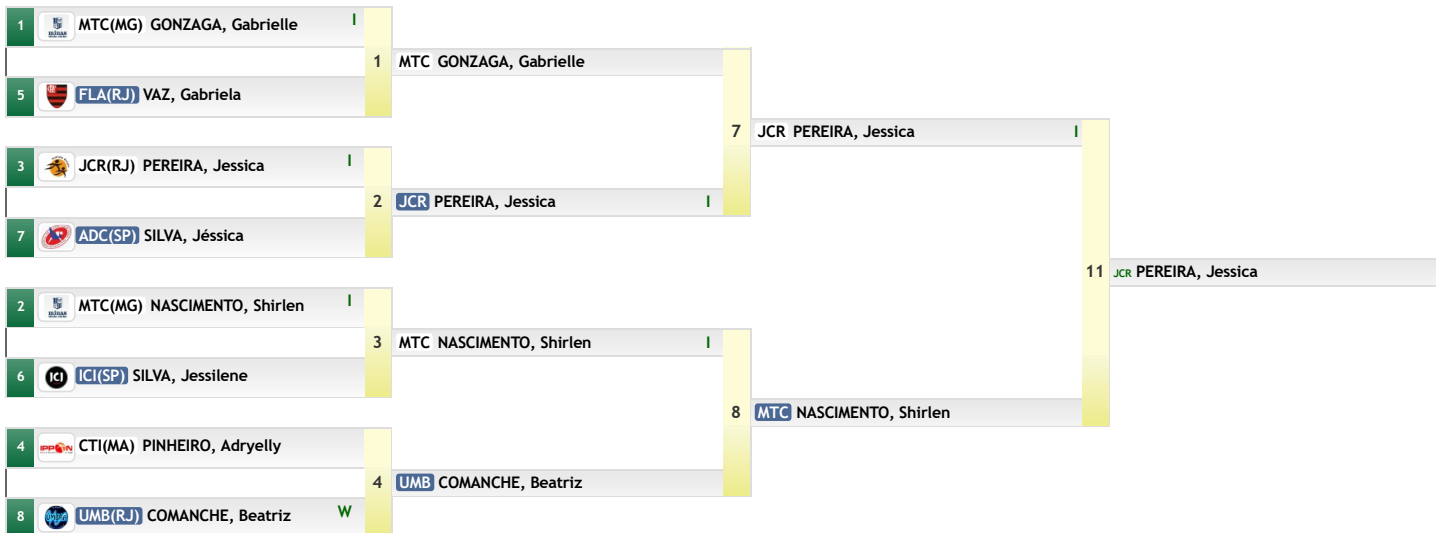 1 MTC(MG) GONZAGA, Gabrielle I
1 MTC GONZAGA, Gabrielle
5 FLA(RJ) VAZ, Gabriela
7 JCR PEREIRA, Jessica I
3 JCR(RJ) PEREIRA, Jessica I
2 JCR PEREIRA, Jessica I
7 ADC(SP) SILVA, Jéssica
11 JCR PEREIRA, Jessica
2 MTC(MG) NASCIMENTO, Shirlen I
3 MTC NASCIMENTO, Shirlen I
6 ICI ICI(SP) SILVA, Jessilene
8 MTC NASCIMENTO, Shirlen
4 CTI(MA) PINHEIRO, Adryelly
4 UMB COMANCHE, Beatriz
8 UMB(RJ) COMANCHE, Beatriz W